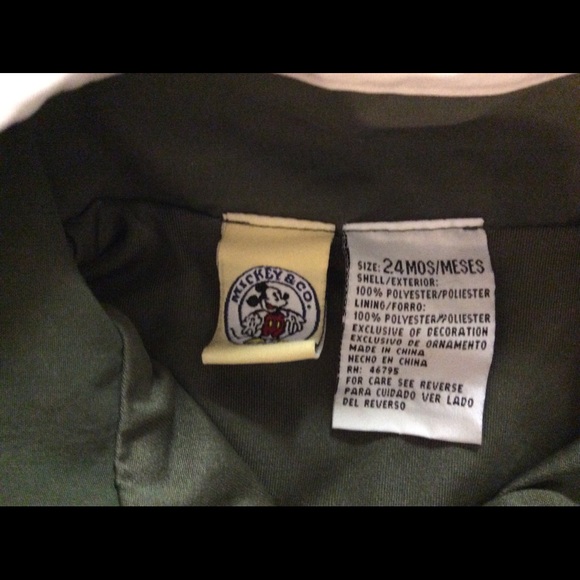 MICKEY & CO.
SIZE: 24MOS/MESES
SHELL/EXTERIOR:
100% POLYESTER/POLIESTER
LINING/FORRO:
100% POLYESTER/POLIESTER
EXCLUSIVE OF DECORATION
EXCLUSIVO DE ORNAMENTO
MADE IN CHINA
HECHO EN CHINA
RN: 46795
FOR CARE SEE REVERSE
PARA CUIDADO VER LADO
DEL REVERSO